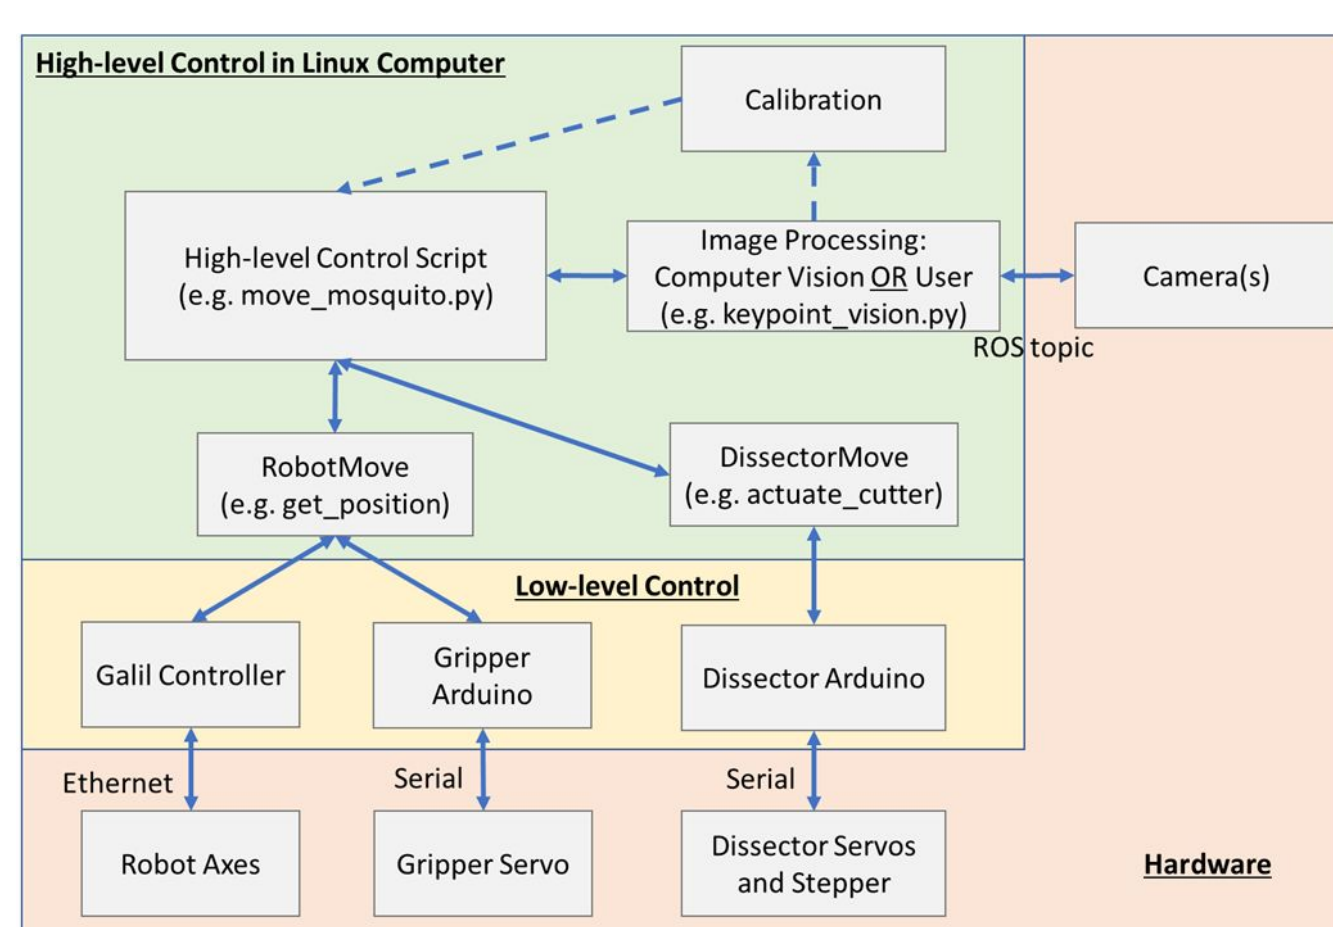 High-level Control in Linux Computer
Calibration
High-level Control Script
(e.g. move_mosquito.py)
Image Processing:
Computer Vision OR User
(e.g. keypoint_vision.py)
Camera(s)
ROS topic
RobotMove
(e.g. get_position)
DissectorMove
(e.g. actuate_cutter)
Low-level Control
Galil Controller
Gripper
Arduino
Dissector Arduino
Ethernet
Serial
Serial
Robot Axes
Gripper Servo
Dissector Servos
and Stepper
Hardware